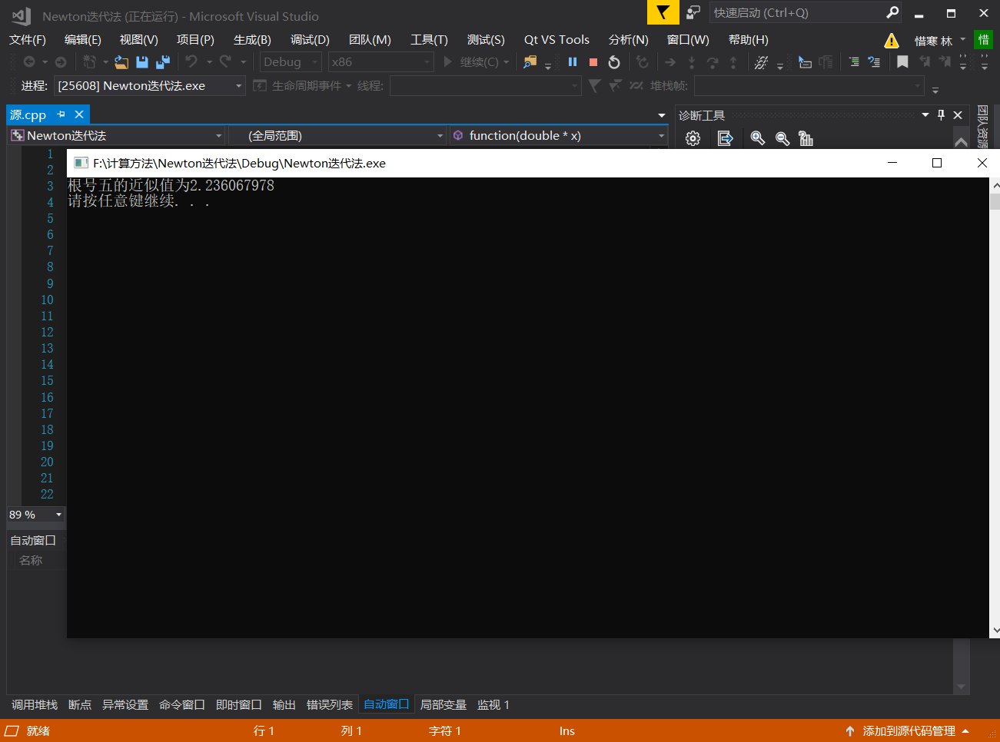 Newton迭代法 (正在运行) - Microsoft Visual Studio
快速启动 (Ctrl+Q)
文件(F) 编辑(E) 视图(V) 项目(P) 生成(B) 调试(D) 团队(M) 工具(T) 测试(S) Qt VS Tools 分析(N) 窗口(W) 帮助(H) 惜寒 林 惜
Debug x86 继续(C)
进程: [25608] Newton迭代法.exe 生命周期事件 线程: 堆栈帧:
源.cpp 诊断工具
团队资源
Newton迭代法 (全局范围) function(double * x)
F:\计算方法\Newton迭代法\Debug\Newton迭代法.exe
根号五的近似值为2.236067978
请按任意键继续. . .
1
2
3
4
5
6
7
8
9
10
11
12
13
14
15
16
17
18
19
20
21
22
89 %
自动窗口
名称
调用堆栈 断点 异常设置 命令窗口 即时窗口 输出 错误列表 自动窗口 局部变量 监视 1
就绪 行 1 列 1 字符 1 Ins 添加到源代码管理